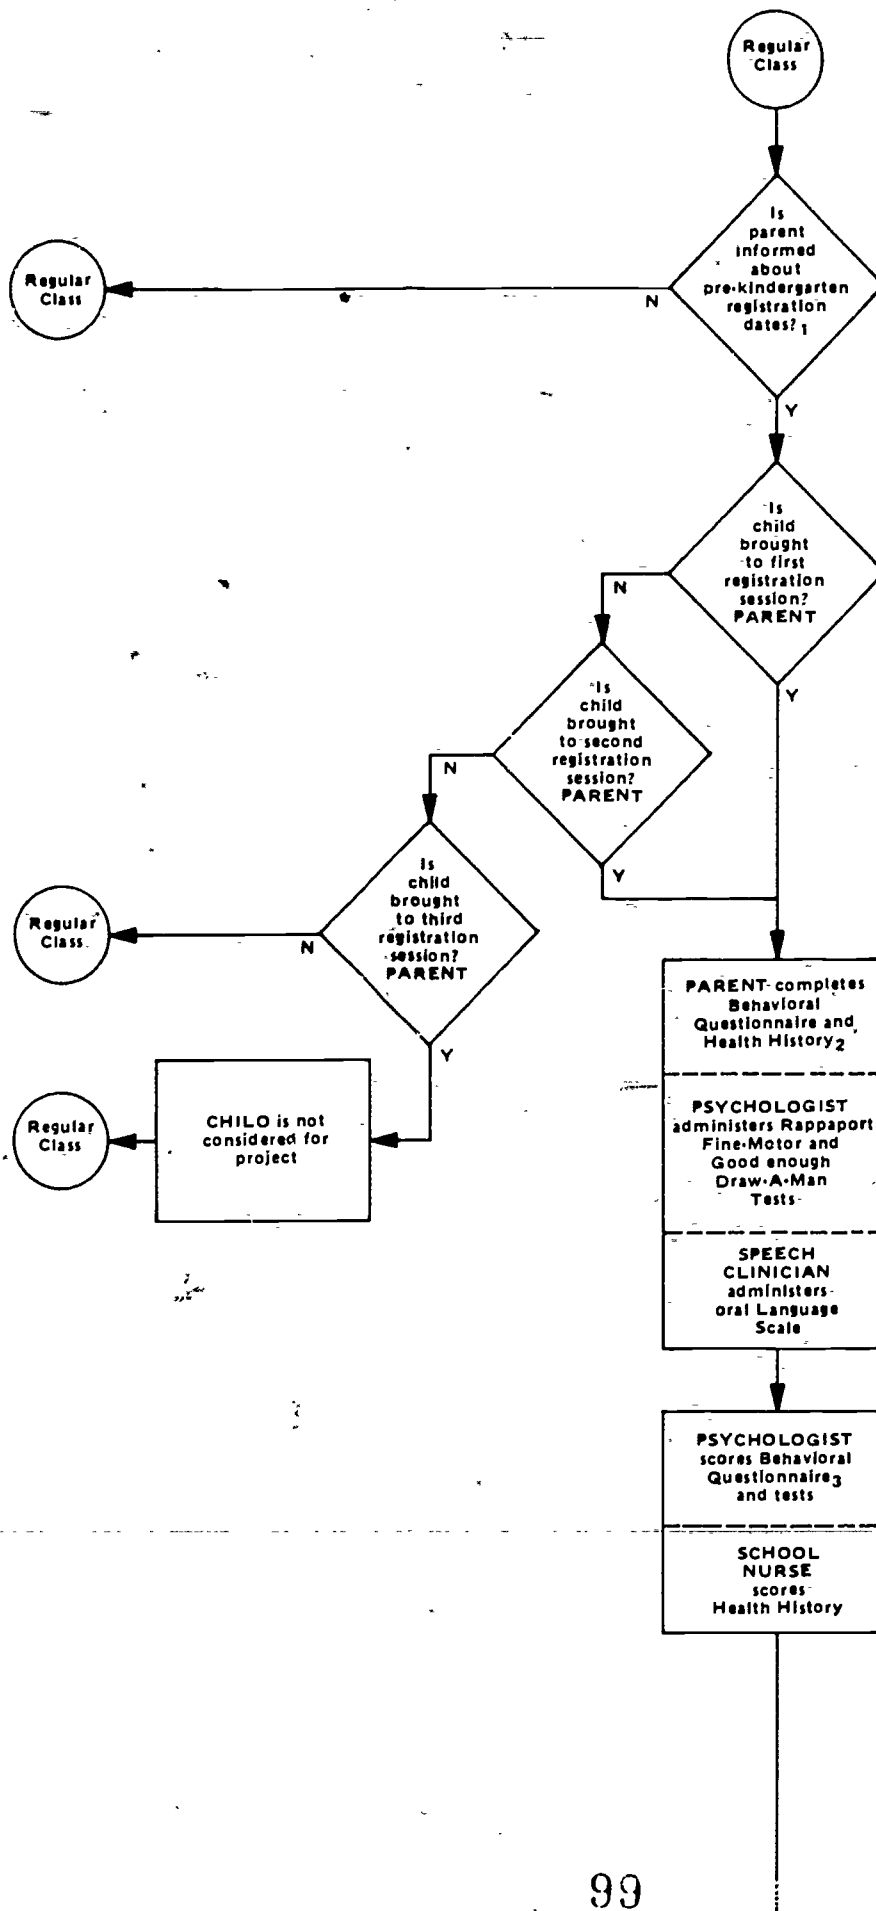 Regular
Class
Is
parent
informed
about
pre-kindergarten
registration
dates?1
N
Regular
Class
Y
Is
child
brought
to first
registration
session?
PARENT
N
Y
Is
child
brought
to second
registration
session?
PARENT
N
Y
Is
child
brought
to third
registration
session?
PARENT
N
Regular
Class
Y
CHILO is not
considered for
project
Regular
Class
PARENT completes
Behavioral
Questionnaire and
Health History2
PSYCHOLOGIST
administers Rappaport
Fine-Motor and
Good enough
Draw-A-Man
Tests
SPEECH
CLINICIAN
administers
oral Language
Scale
PSYCHOLOGIST
scores Behavioral
Questionnaire3
and tests
SCHOOL
NURSE
scores
Health History
99